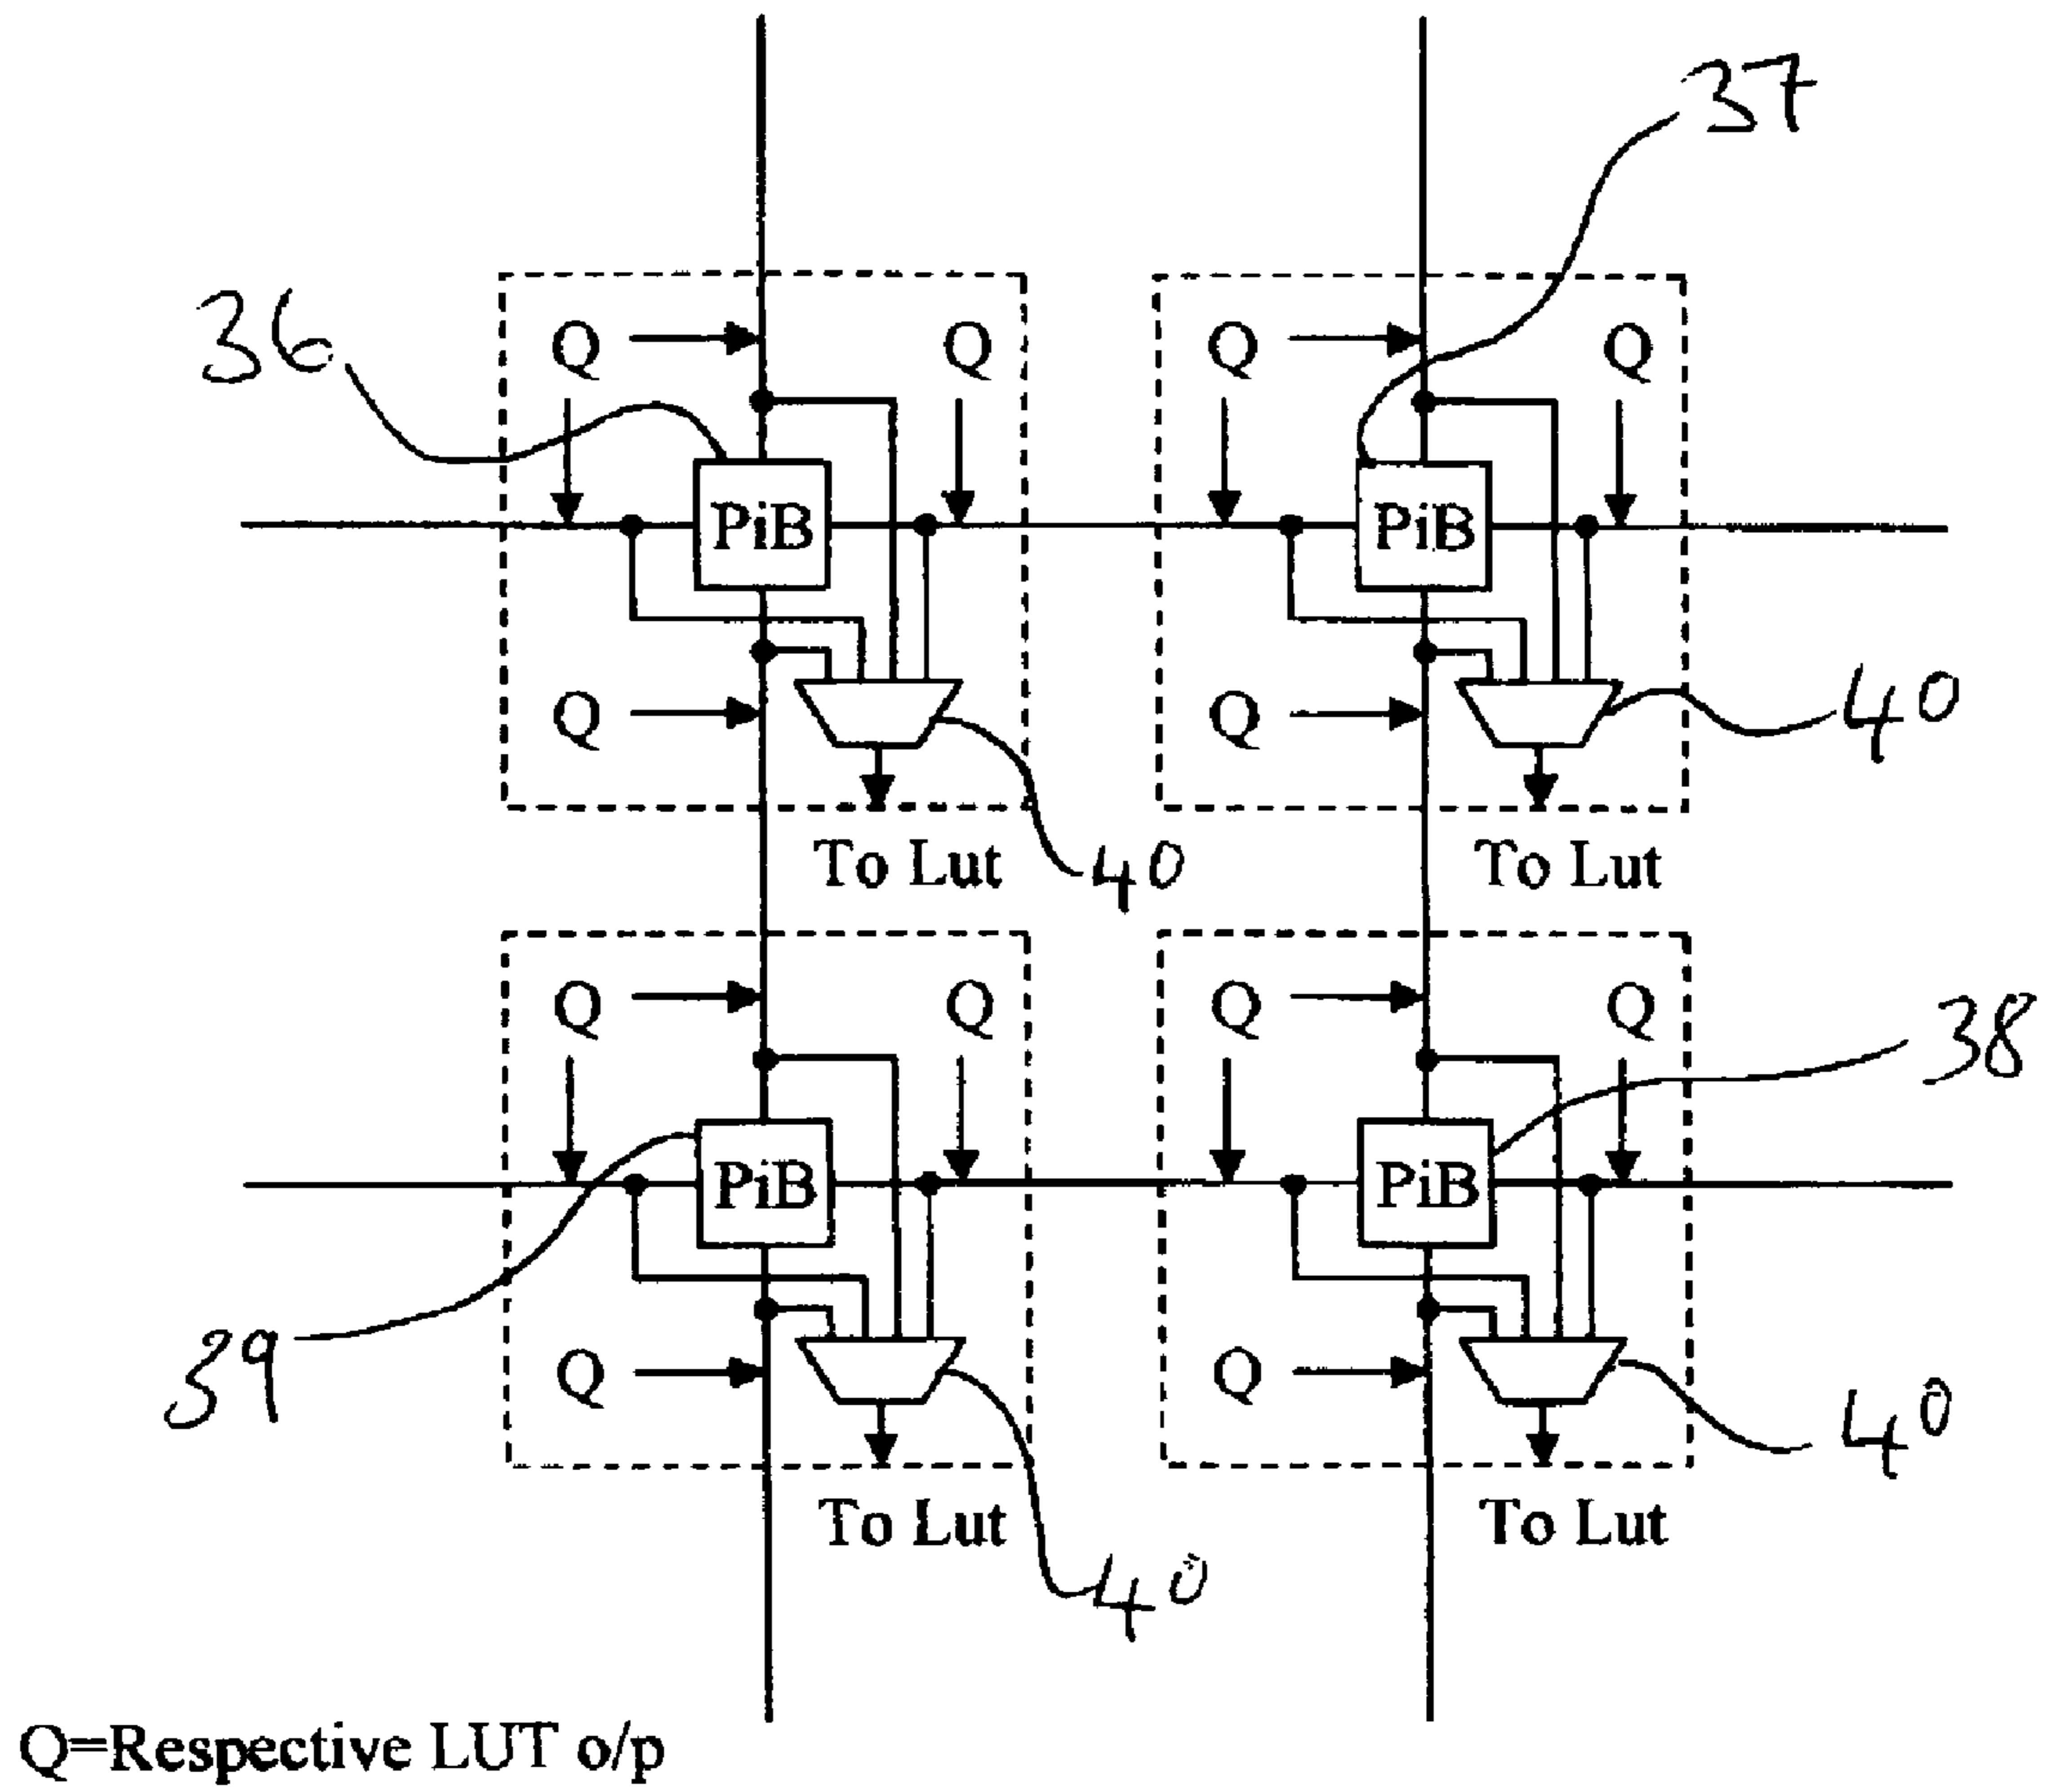 37
36
Q Q Q Q
PiB PiB
Q Q
40
40
To Lut To Lut
Q Q Q Q
38
PiB PiB
39
Q Q
40
To Lut To Lut
40
Q=Respective LUT o/p